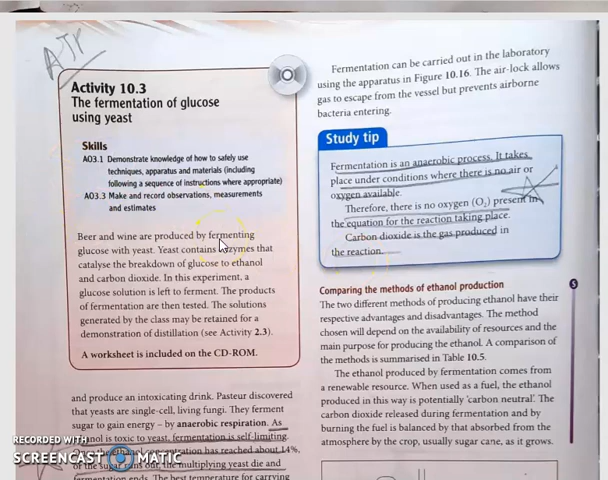 ATP
Activity 10.3
The fermentation of glucose
using yeast
Skills
AO3.1 Demonstrate knowledge of how to safely use
techniques, apparatus and materials (including
following a sequence of instructions where appropriate)
AO3.3 Make and record observations, measurements
and estimates
Beer and wine are produced by fermenting
glucose with yeast. Yeast contains enzymes that
catalyse the breakdown of glucose to ethanol
and carbon dioxide. In this experiment, a
glucose solution is left to ferment. The products
of fermentation are then tested. The solutions
generated by the class may be retained for a
demonstration of distillation (see Activity 2.3).
A worksheet is included on the CD-ROM.
and produce an intoxicating drink. Pasteur discovered
that yeasts are single-cell, living fungi. They ferment
sugar to gain energy – by anaerobic respiration. As
ethanol is toxic to yeast, fermentation is self-limiting.
concentration has reached about 14%,
or the sugar runs out, the multiplying yeast die and
fermentation ends. The best temperature for carrying
Fermentation can be carried out in the laboratory
using the apparatus in Figure 10.16. The air-lock allows
gas to escape from the vessel but prevents airborne
bacteria entering.
Study tip
Fermentation is an anaerobic process. It takes
place under conditions where there is no air or
oxygen available.
Therefore, there is no oxygen (O₂) present in
the equation for the reaction taking place.
Carbon dioxide is the gas produced in
the reaction.
Comparing the methods of ethanol production
The two different methods of producing ethanol have their
respective advantages and disadvantages. The method
chosen will depend on the availability of resources and the
main purpose for producing the ethanol. A comparison of
the methods is summarised in Table 10.5.
The ethanol produced by fermentation comes from
a renewable resource. When used as a fuel, the ethanol
produced in this way is potentially 'carbon neutral'. The
carbon dioxide released during fermentation and by
burning the fuel is balanced by that absorbed from the
atmosphere by the crop, usually sugar cane, as it grows.
S
RECORDED WITH
SCREENCAST MATIC